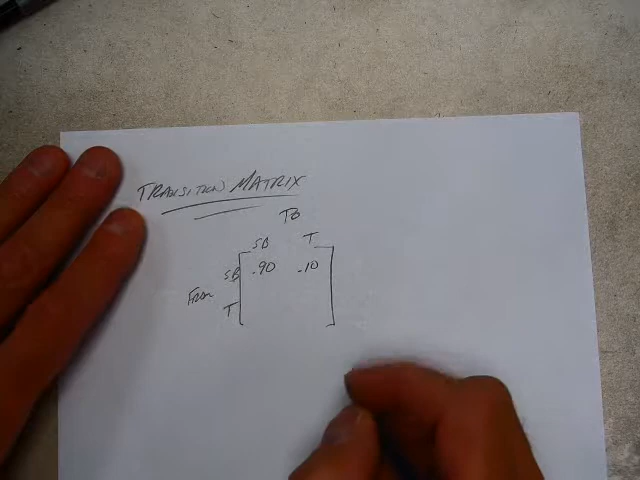 TRANSITION MATRIX
To
SB T
SB .90 .10
From
T